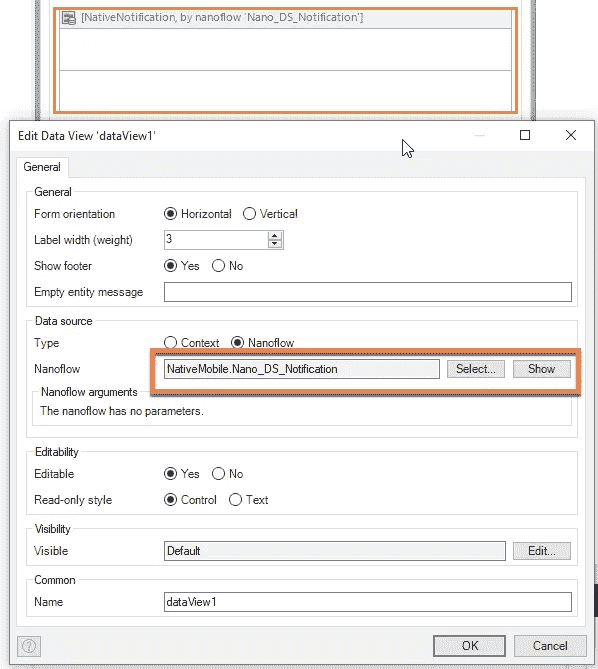 [NativeNotification, by nanoflow 'Nano_DS_Notification']
Edit Data View 'dataView1'
General
General
Form orientation Horizontal Vertical
Label width (weight) 3
Show footer Yes No
Empty entity message
Data source
Type Context Nanoflow
Nanoflow NativeMobile.Nano_DS_Notification Select... Show
Nanoflow arguments
The nanoflow has no parameters.
Editability
Editable Yes No
Read-only style Control Text
Visibility
Visible Default Edit...
Common
Name dataView1
? OK Cancel